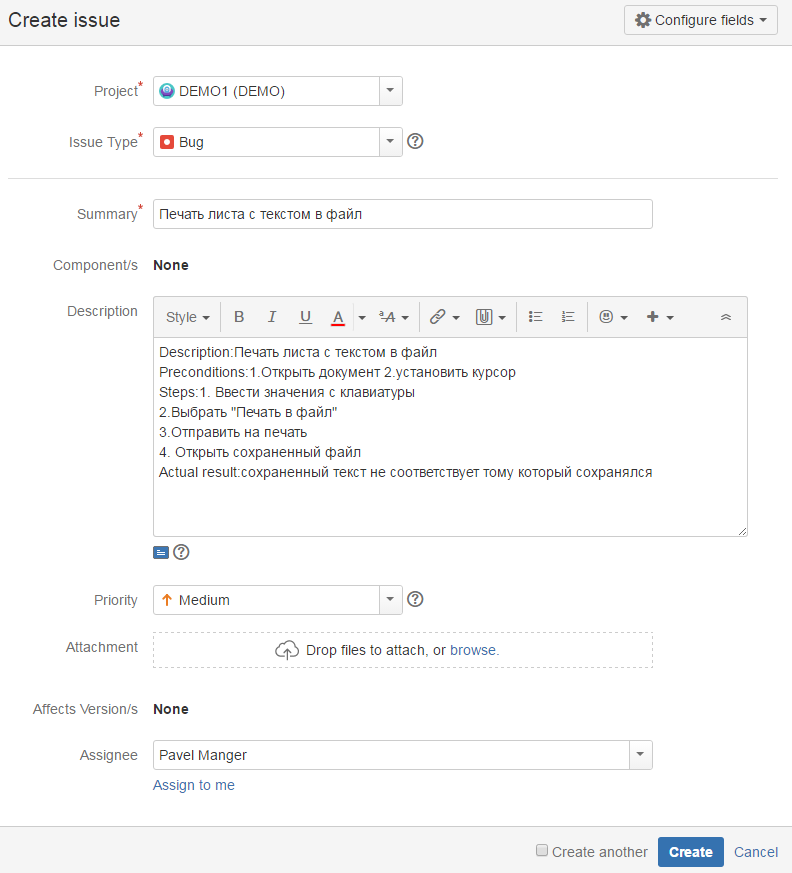 Create issue
Configure fields
Project* DEMO1 (DEMO)
Issue Type* Bug
Summary* Печать листа с текстом в файл
Component/s None
Description
Style B I U A ªA
Description:Печать листа с текстом в файл
Preconditions:1.Открыть документ 2.установить курсор
Steps:1. Ввести значения с клавиатуры
2.Выбрать "Печать в файл"
3.Отправить на печать
4. Открыть сохраненный файл
Actual result:сохраненный текст не соответствует тому который сохранялся
Priority Medium
Attachment Drop files to attach, or browse.
Affects Version/s None
Assignee Pavel Manger
Assign to me
Create another Create Cancel